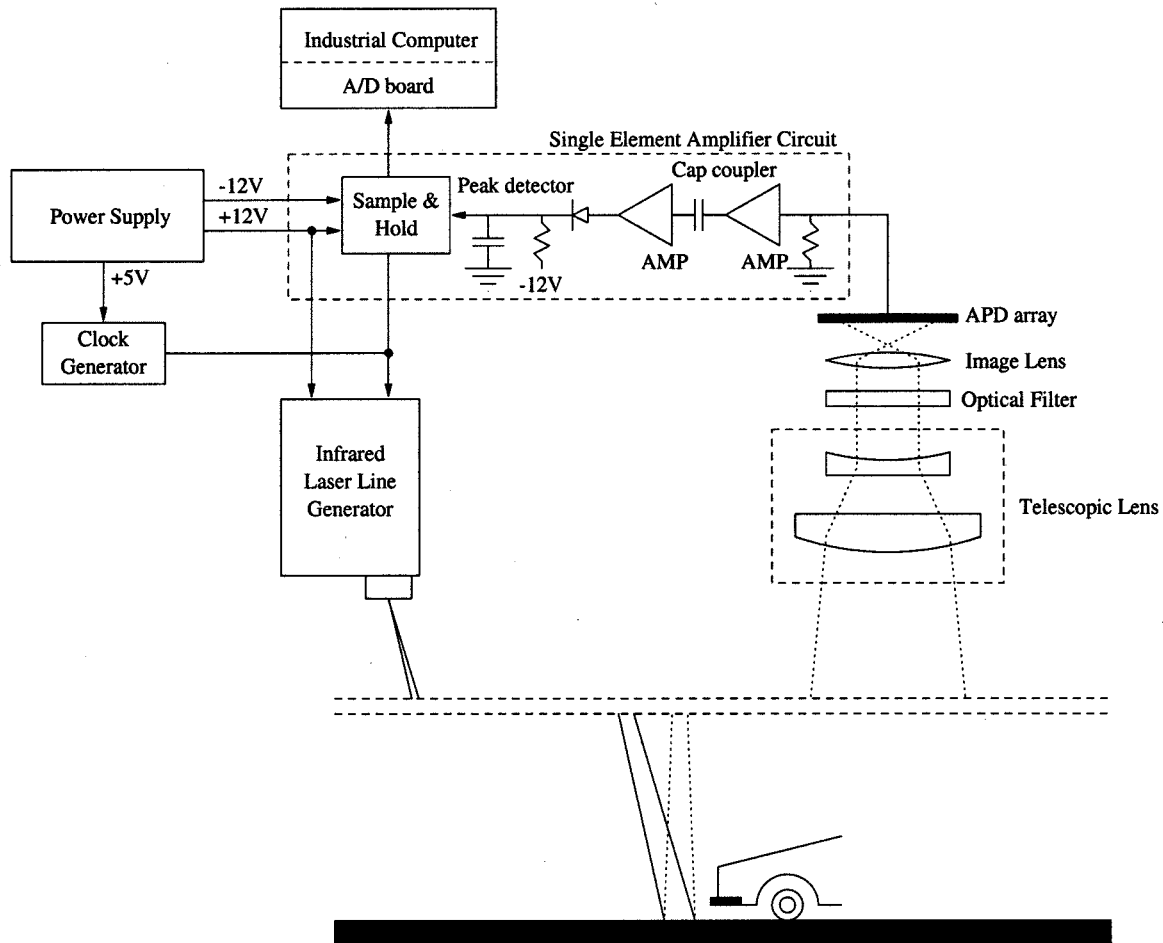 Industrial Computer
A/D board
Single Element Amplifier Circuit
Cap coupler
Peak detector
-12V
+12V
Power Supply
Sample &
Hold
AMP
AMP
-12V
+5V
Clock
Generator
APD array
Image Lens
Optical Filter
Infrared
Laser Line
Generator
Telescopic Lens